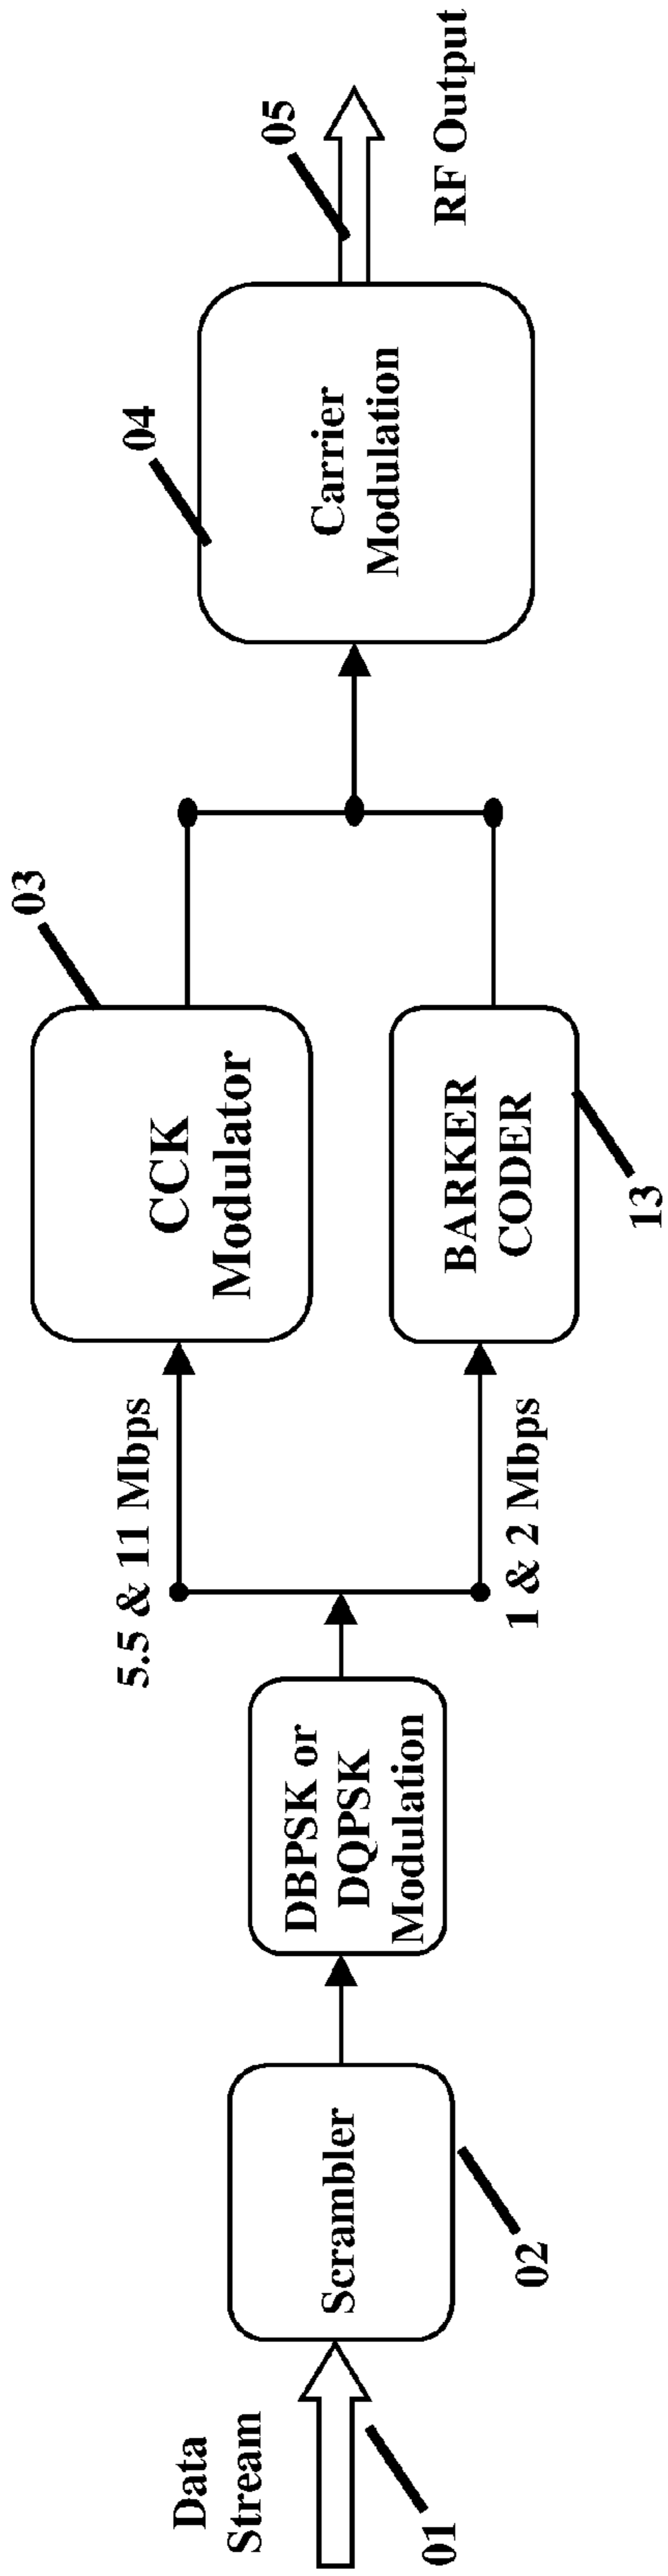 Data
Stream
01
Scrambler
02
DBPSK or
DQPSK
Modulation
5.5 & 11 Mbps
1 & 2 Mbps
CCK
Modulator
03
BARKER
CODER
13
Carrier
Modulation
04
05
RF Output